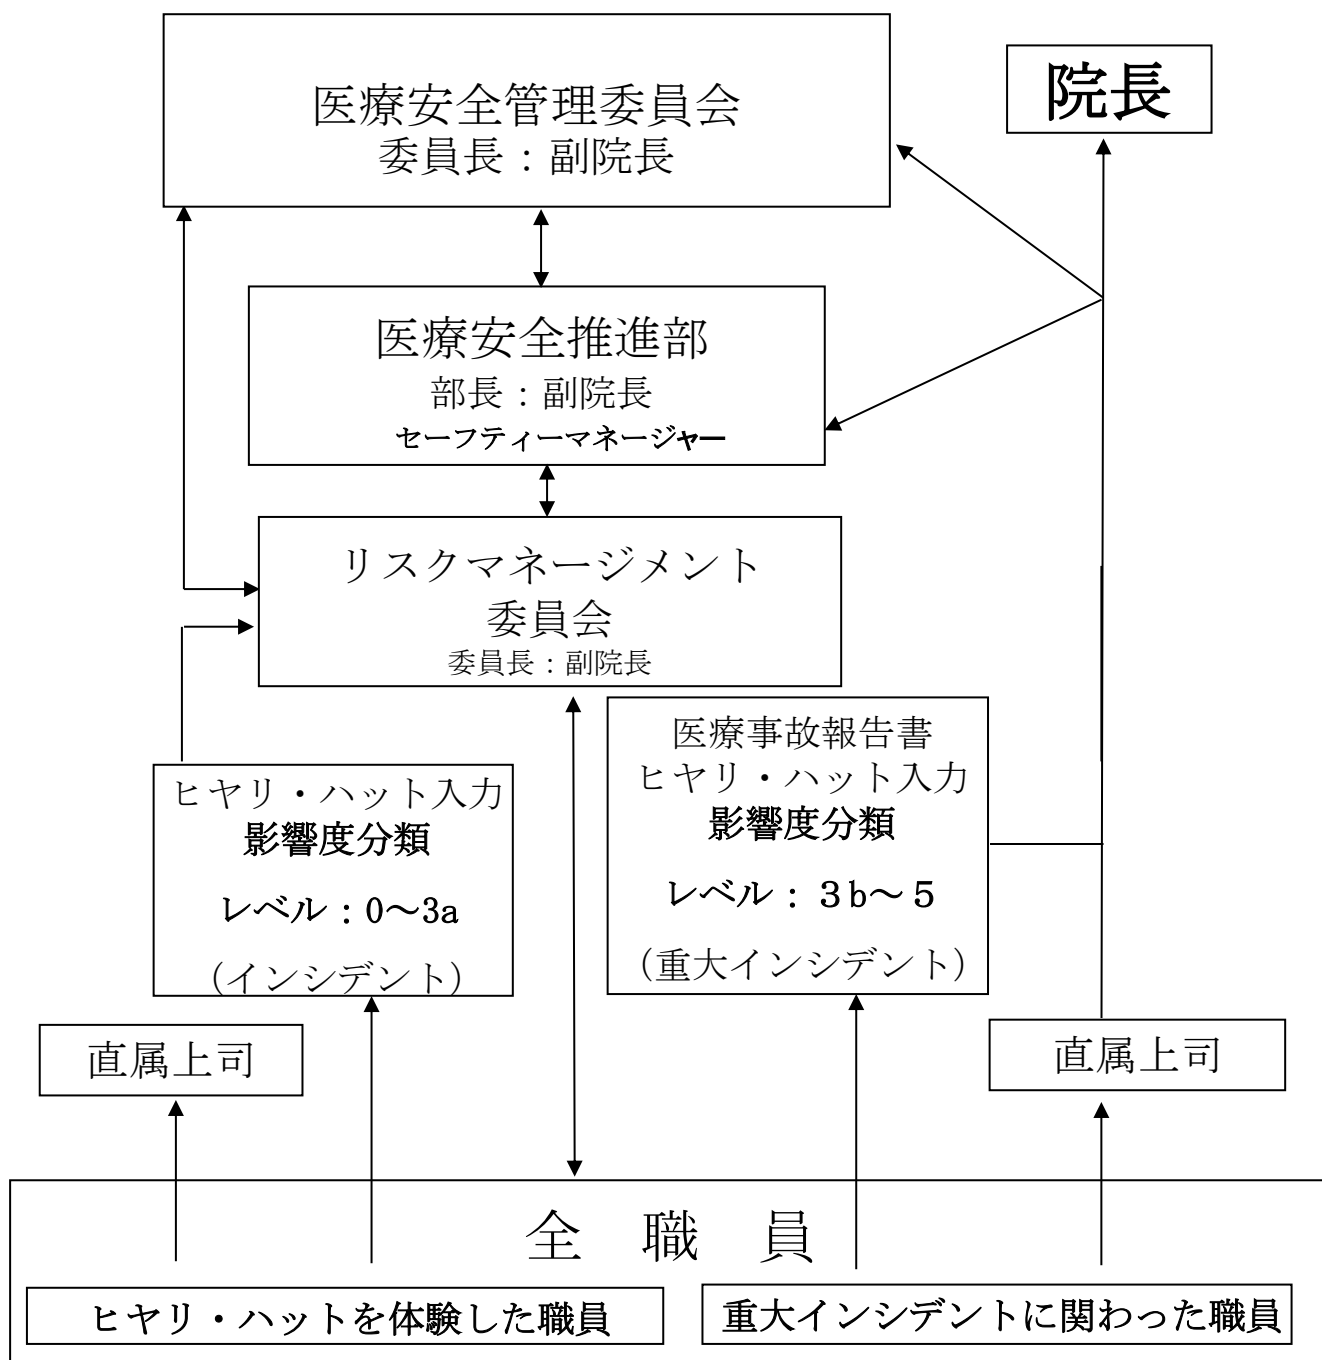 医療安全管理委員会
委員長：副院長
院長
医療安全推進部
部長：副院長
セーフティーマネージャー
リスクマネージメント
委員会
委員長：副院長
医療事故報告書
ヒヤリ・ハット入力
影響度分類
レベル：３b～５
（重大インシデント）
ヒヤリ・ハット入力
影響度分類
レベル：0～3a
（インシデント）
直属上司
直属上司
全　職　員
ヒヤリ・ハットを体験した職員
重大インシデントに関わった職員